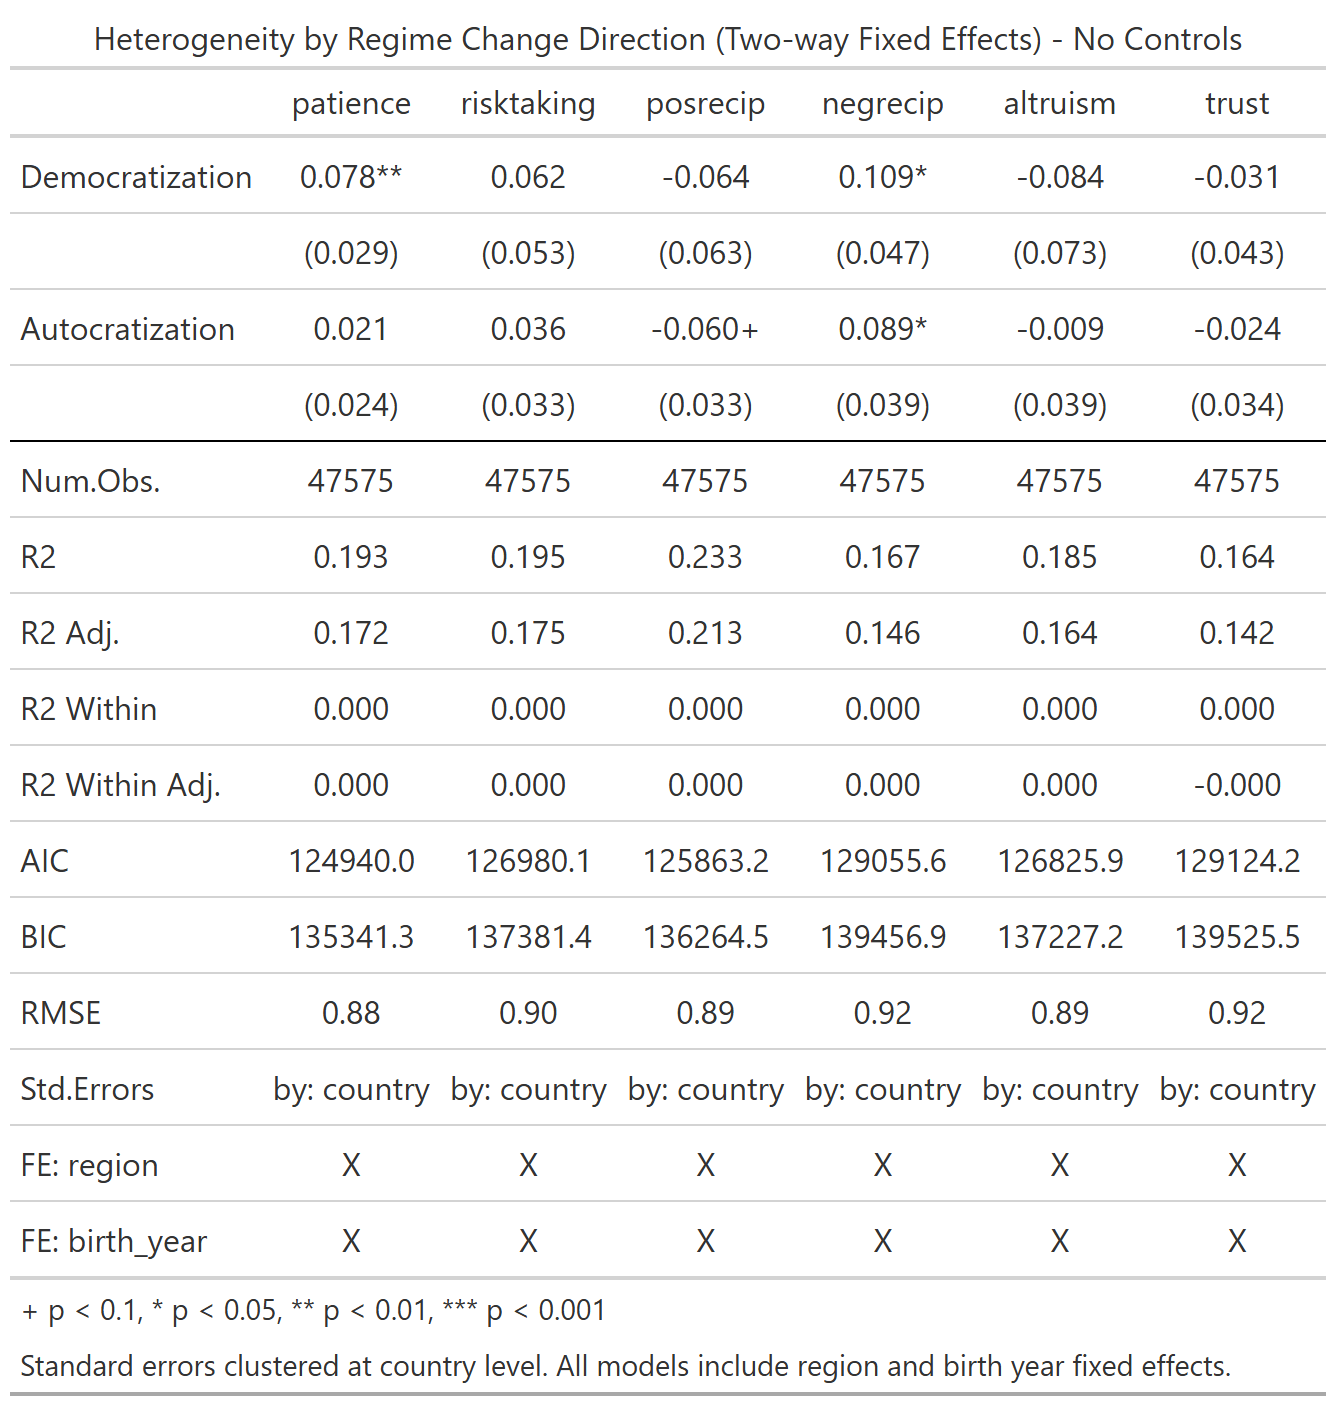 Heterogeneity by Regime Change Direction (Two-way Fixed Effects) - No Controls
patience risktaking posrecip negrecip altruism trust
Democratization 0.078** 0.062 -0.064 0.109* -0.084 -0.031
(0.029) (0.053) (0.063) (0.047) (0.073) (0.043)
Autocratization 0.021 0.036 -0.060+ 0.089* -0.009 -0.024
(0.024) (0.033) (0.033) (0.039) (0.039) (0.034)
Num.Obs. 47575 47575 47575 47575 47575 47575
R2 0.193 0.195 0.233 0.167 0.185 0.164
R2 Adj. 0.172 0.175 0.213 0.146 0.164 0.142
R2 Within 0.000 0.000 0.000 0.000 0.000 0.000
R2 Within Adj. 0.000 0.000 0.000 0.000 0.000 -0.000
AIC 124940.0 126980.1 125863.2 129055.6 126825.9 129124.2
BIC 135341.3 137381.4 136264.5 139456.9 137227.2 139525.5
RMSE 0.88 0.90 0.89 0.92 0.89 0.92
Std.Errors by: country by: country by: country by: country by: country by: country
FE: region X X X X X X
FE: birth_year X X X X X X
+ p < 0.1, * p < 0.05, ** p < 0.01, *** p < 0.001
Standard errors clustered at country level. All models include region and birth year fixed effects.